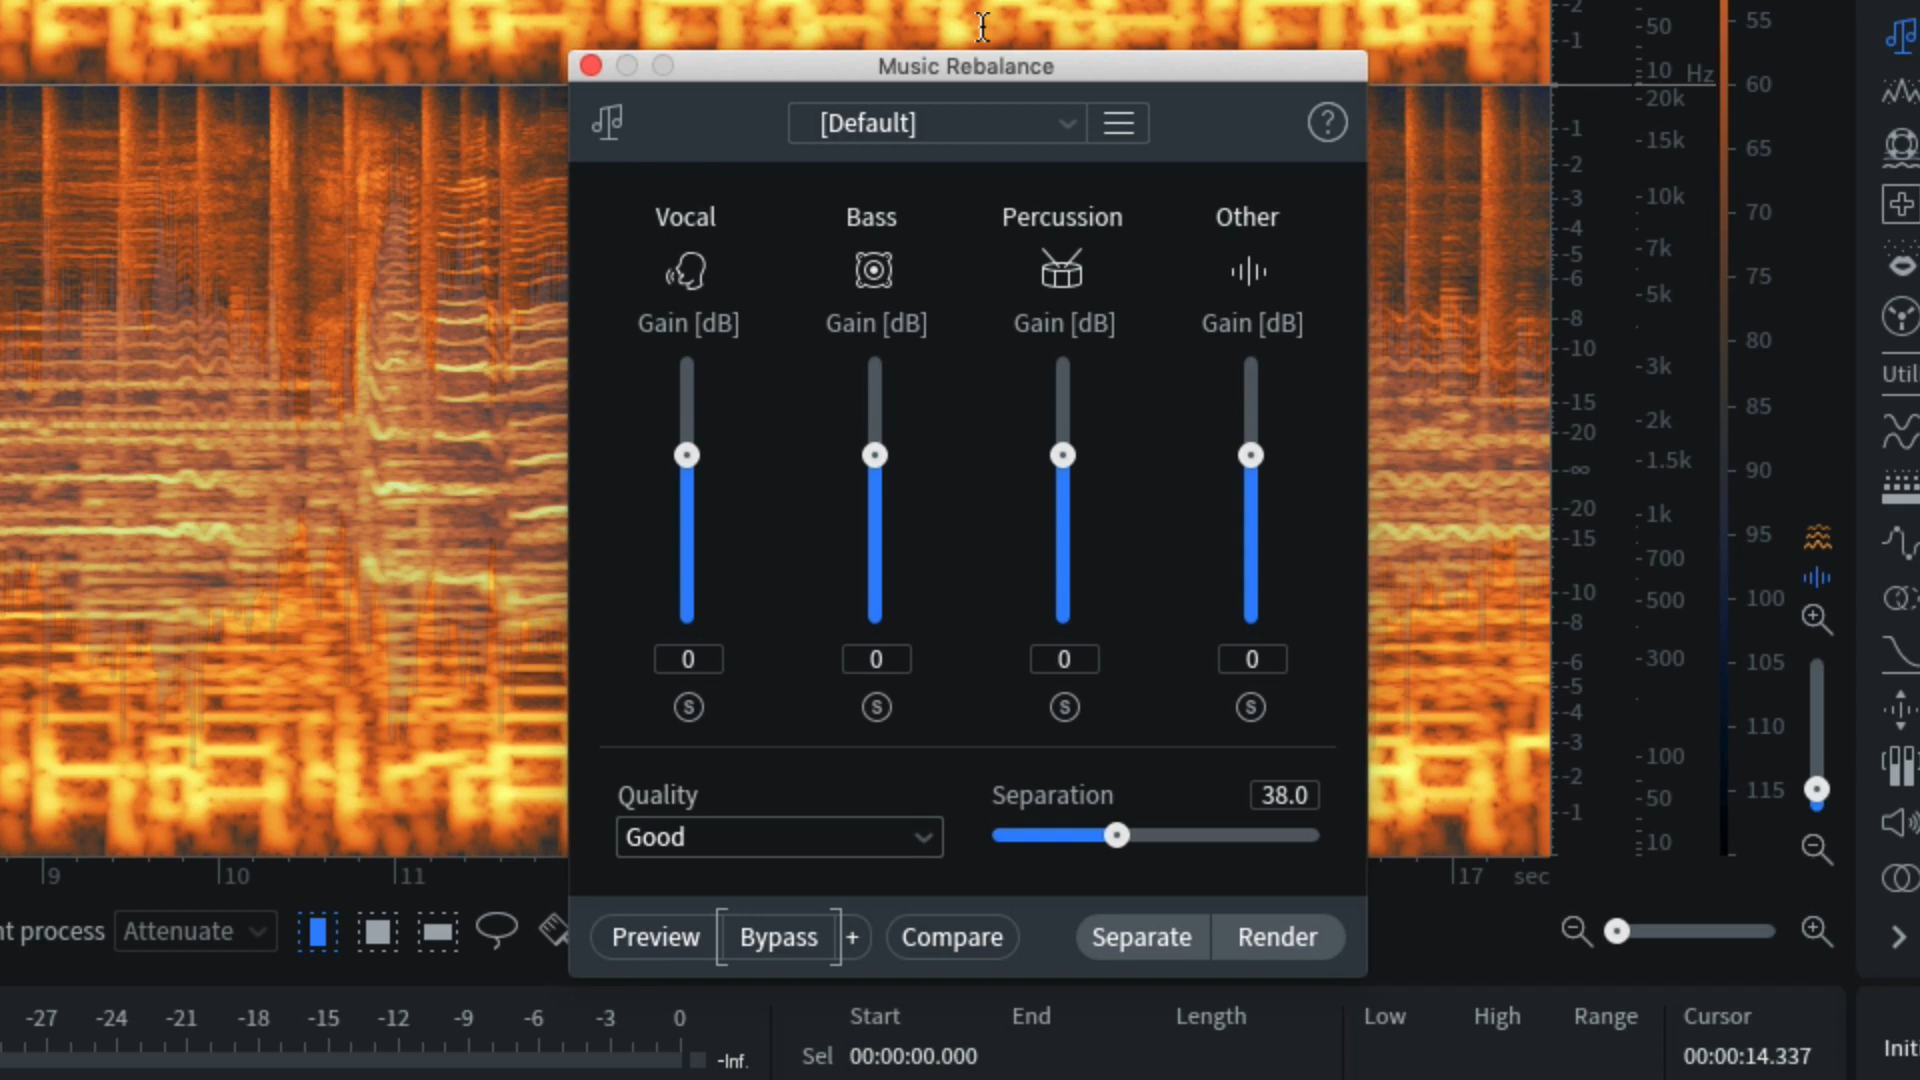 Music Rebalance
[Default]
?
Vocal Bass Percussion Other
Gain [dB] Gain [dB] Gain [dB] Gain [dB]
0 0 0 0
S S S S
Quality
Good
Separation 38.0
Preview Bypass + Compare Separate Render
-2
-1
-1
-2
-3
-4
-5
-6
-8
-10
-15
-20
-∞
-20
-15
-10
-8
-6
-5
-4
-3
-2
-1
50
10 Hz
-20k
-15k
-10k
-7k
-5k
-3k
-2k
-1.5k
-1k
-700
-500
-300
-100
-50
10
55
60
65
70
75
80
85
90
95
100
105
110
115
Util
9 10 11 17 sec
nt process Attenuate
-27 -24 -21 -18 -15 -12 -9 -6 -3 0
-Inf.
Start End Length Low High Range Cursor
Sel 00:00:00.000 00:00:14.337
Initi